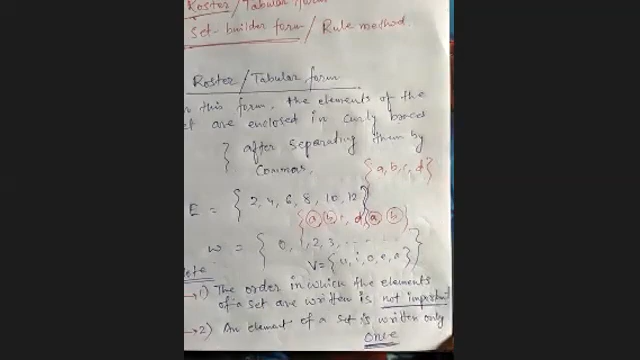 Roster/Tabular form
Set-builder form / Rule method
Roster/Tabular form
In this form, the elements of the
set are enclosed in curly braces
} after separating them by
commas.
{a, b, c, d}
E = { 2, 4, 6, 8, 10, 12 }
{ a b c, d, a b }
W = { 0, 1, 2, 3, ........ }
V = { u, i, o, e, a }
Note
→ 1) The order in which the elements
of a set are written is not important
→ 2) An element of a set is written only
once